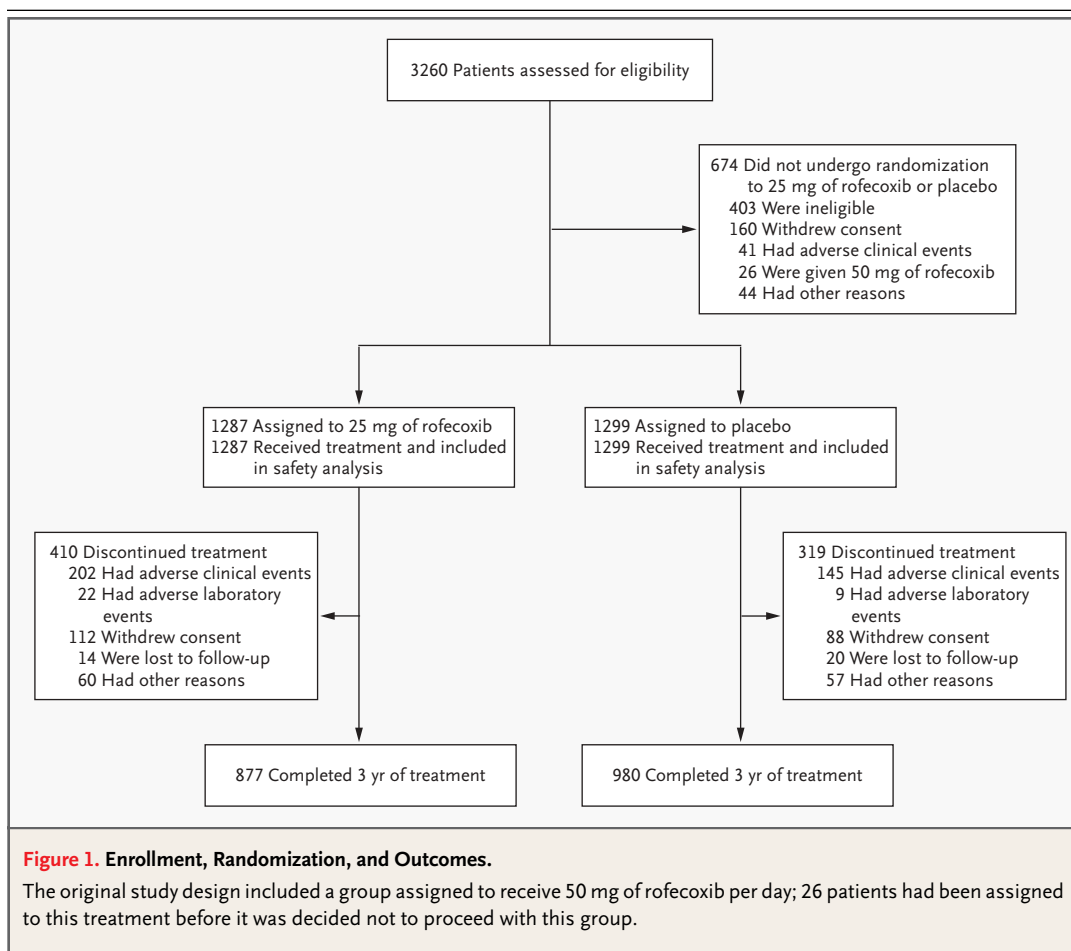 3260 Patients assessed for eligibility
674 Did not undergo randomization
to 25 mg of rofecoxib or placebo
403 Were ineligible
160 Withdrew consent
41 Had adverse clinical events
26 Were given 50 mg of rofecoxib
44 Had other reasons
1287 Assigned to 25 mg of rofecoxib
1287 Received treatment and included
in safety analysis
1299 Assigned to placebo
1299 Received treatment and included
in safety analysis
410 Discontinued treatment
202 Had adverse clinical events
22 Had adverse laboratory
events
112 Withdrew consent
14 Were lost to follow-up
60 Had other reasons
319 Discontinued treatment
145 Had adverse clinical events
9 Had adverse laboratory
events
88 Withdrew consent
20 Were lost to follow-up
57 Had other reasons
877 Completed 3 yr of treatment
980 Completed 3 yr of treatment
Figure 1. Enrollment, Randomization, and Outcomes.
The original study design included a group assigned to receive 50 mg of rofecoxib per day; 26 patients had been assigned
to this treatment before it was decided not to proceed with this group.